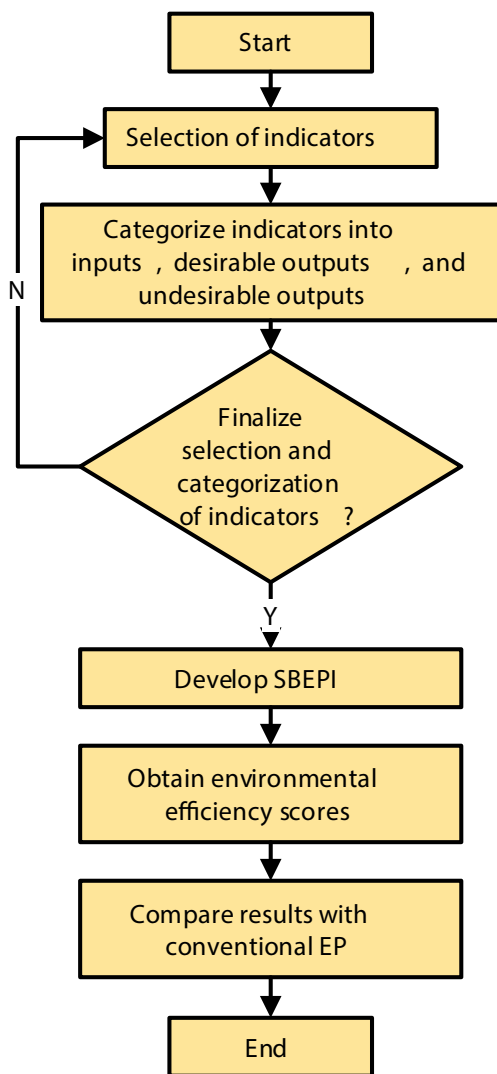 Start
Selection of indicators
Categorize indicators into
inputs , desirable outputs , and
undesirable outputs
N
Finalize
selection and
categorization
of indicators ?
Y
Develop SBEPI
Obtain environmental
efficiency scores
Compare results with
conventional EP
End